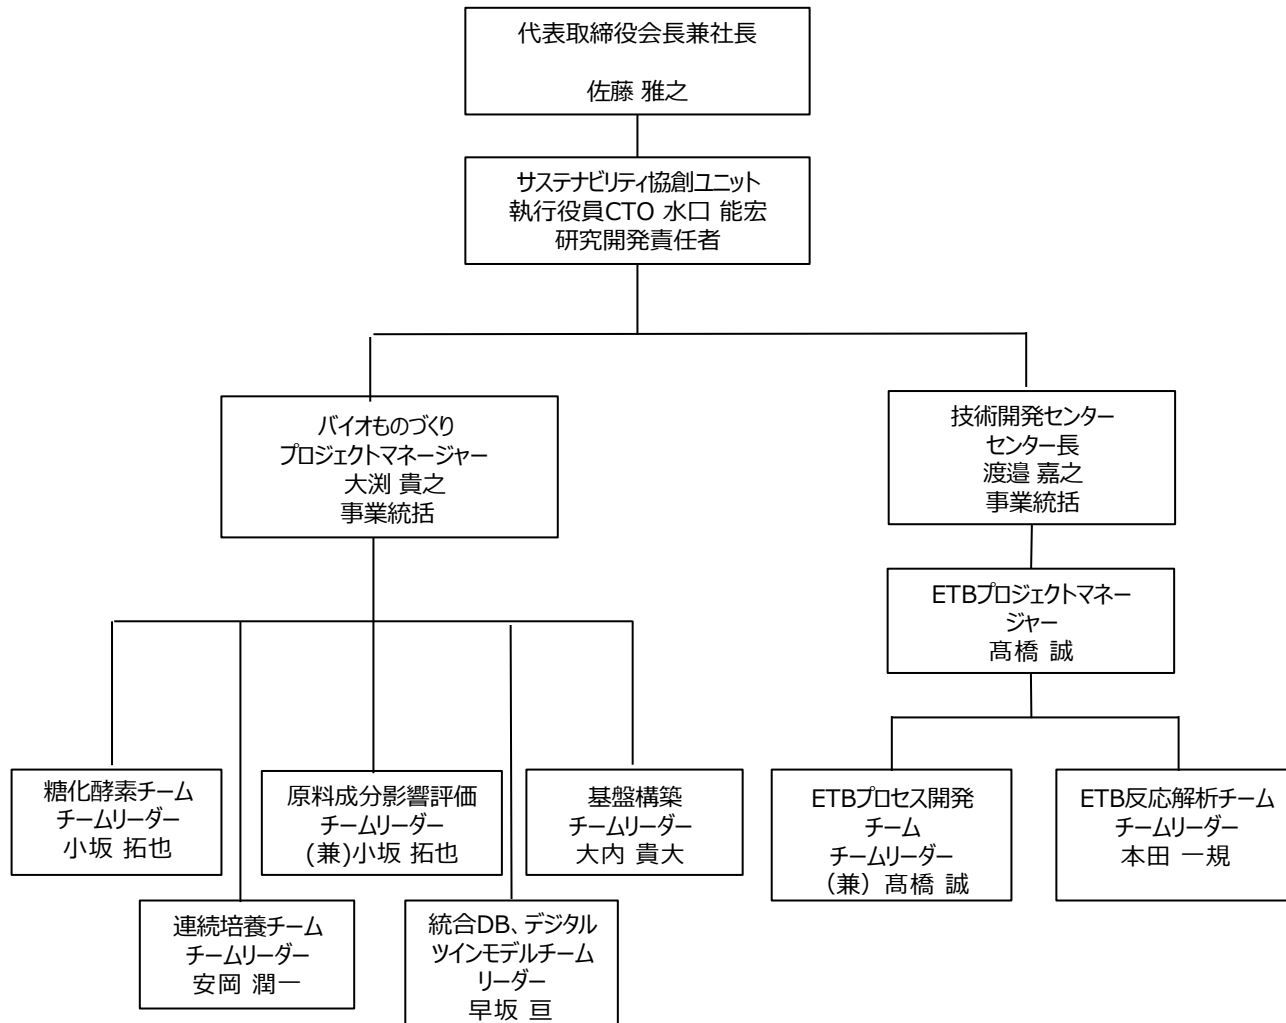 代表取締役会長兼社長
佐藤 雅之
サステナビリティ協創ユニット
執行役員CTO 水口 能宏
研究開発責任者
バイオものづくり
プロジェクトマネージャー
大渕 貴之
事業統括
技術開発センター
センター長
渡邉 嘉之
事業統括
ETBプロジェクトマネー
ジャー
髙橋 誠
糖化酵素チーム
チームリーダー
小坂 拓也
原料成分影響評価
チームリーダー
(兼)小坂 拓也
基盤構築
チームリーダー
大内 貴大
ETBプロセス開発
チーム
チームリーダー
（兼）髙橋 誠
ETB反応解析チーム
チームリーダー
本田 一規
連続培養チーム
チームリーダー
安岡 潤一
統合DB、デジタル
ツインモデルチーム
リーダー
早坂 亘